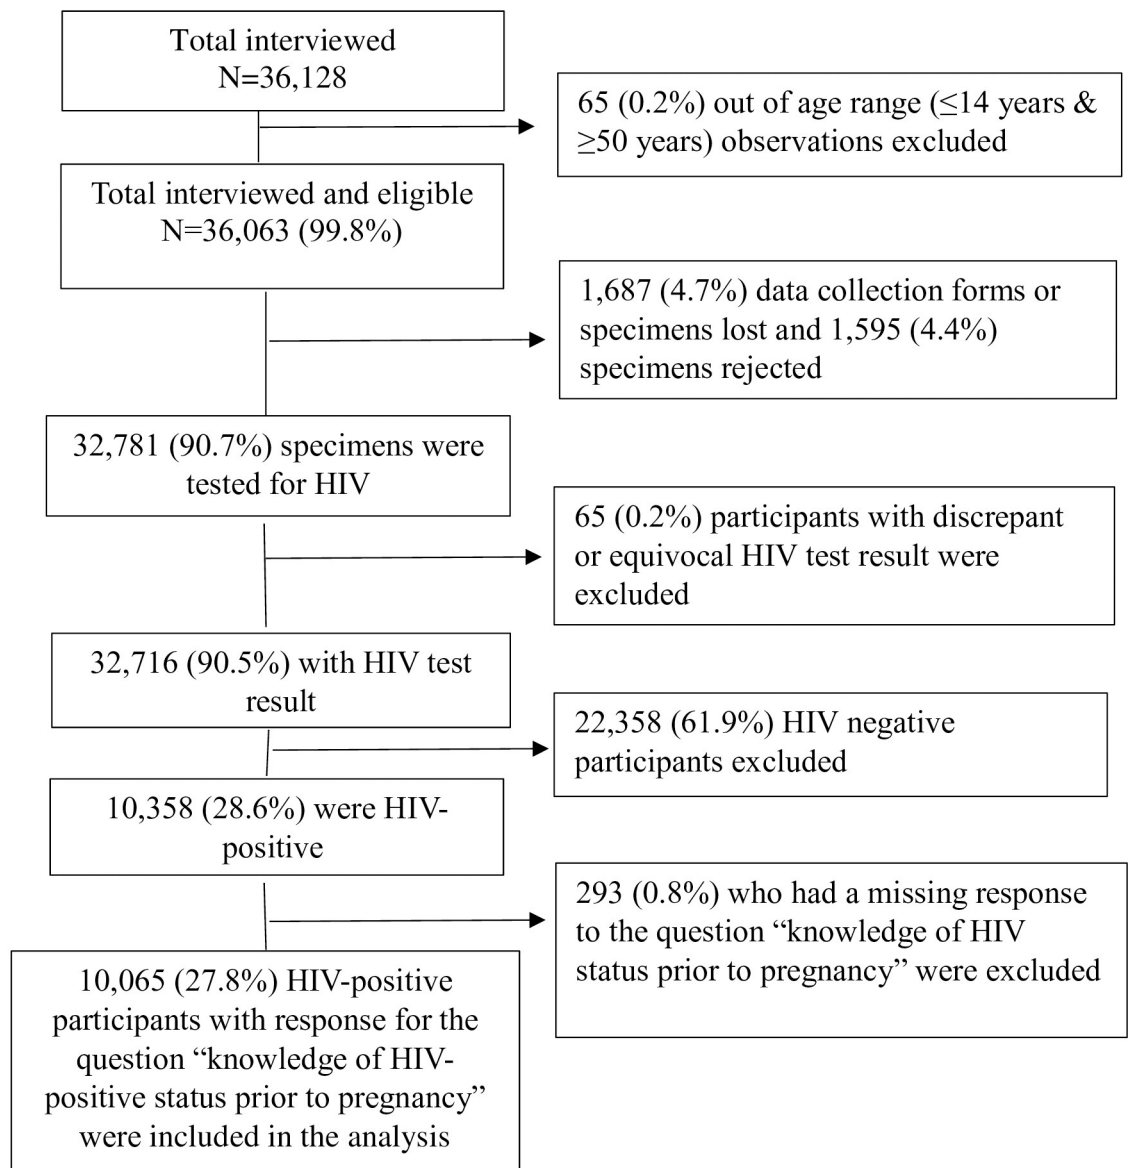 Total interviewed
N=36,128
65 (0.2%) out of age range (≤14 years &
≥50 years) observations excluded
Total interviewed and eligible
N=36,063 (99.8%)
1,687 (4.7%) data collection forms or
specimens lost and 1,595 (4.4%)
specimens rejected
32,781 (90.7%) specimens were
tested for HIV
65 (0.2%) participants with discrepant
or equivocal HIV test result were
excluded
32,716 (90.5%) with HIV test
result
22,358 (61.9%) HIV negative
participants excluded
10,358 (28.6%) were HIV-
positive
293 (0.8%) who had a missing response
to the question “knowledge of HIV
status prior to pregnancy” were excluded
10,065 (27.8%) HIV-positive
participants with response for the
question “knowledge of HIV-
positive status prior to pregnancy”
were included in the analysis